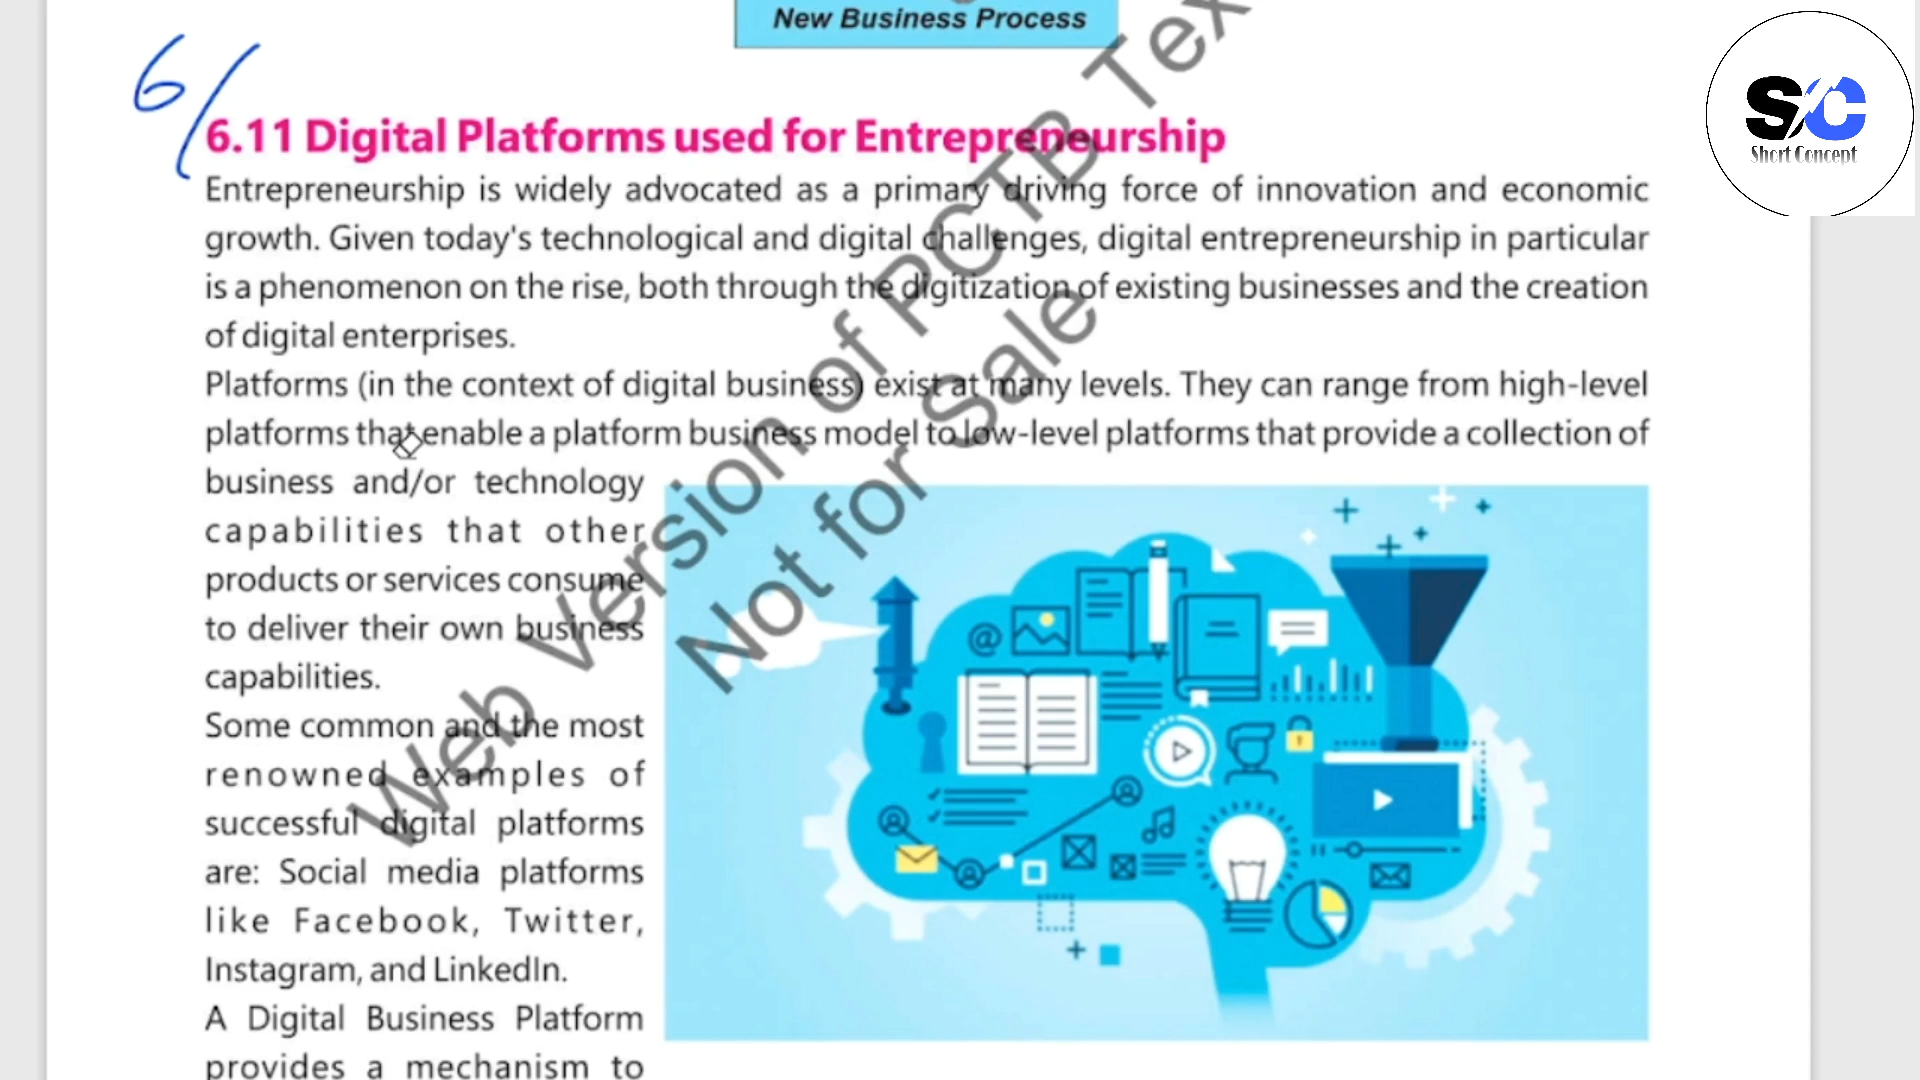 New Business Process
6/
SC
Short Concept
6.11 Digital Platforms used for Entrepreneurship
Entrepreneurship is widely advocated as a primary driving force of innovation and economic
growth. Given today's technological and digital challenges, digital entrepreneurship in particular
is a phenomenon on the rise, both through the digitization of existing businesses and the creation
of digital enterprises.
Platforms (in the context of digital business) exist at many levels. They can range from high-level
platforms that enable a platform business model to low-level platforms that provide a collection of
business and/or technology
capabilities that other
products or services consume
to deliver their own business
capabilities.
Some common and the most
renowned examples of
successful digital platforms
are: Social media platforms
like Facebook, Twitter,
Instagram, and LinkedIn.
A Digital Business Platform
provides a mechanism to
Web Version of PCTB Tex
Not for Sale
@